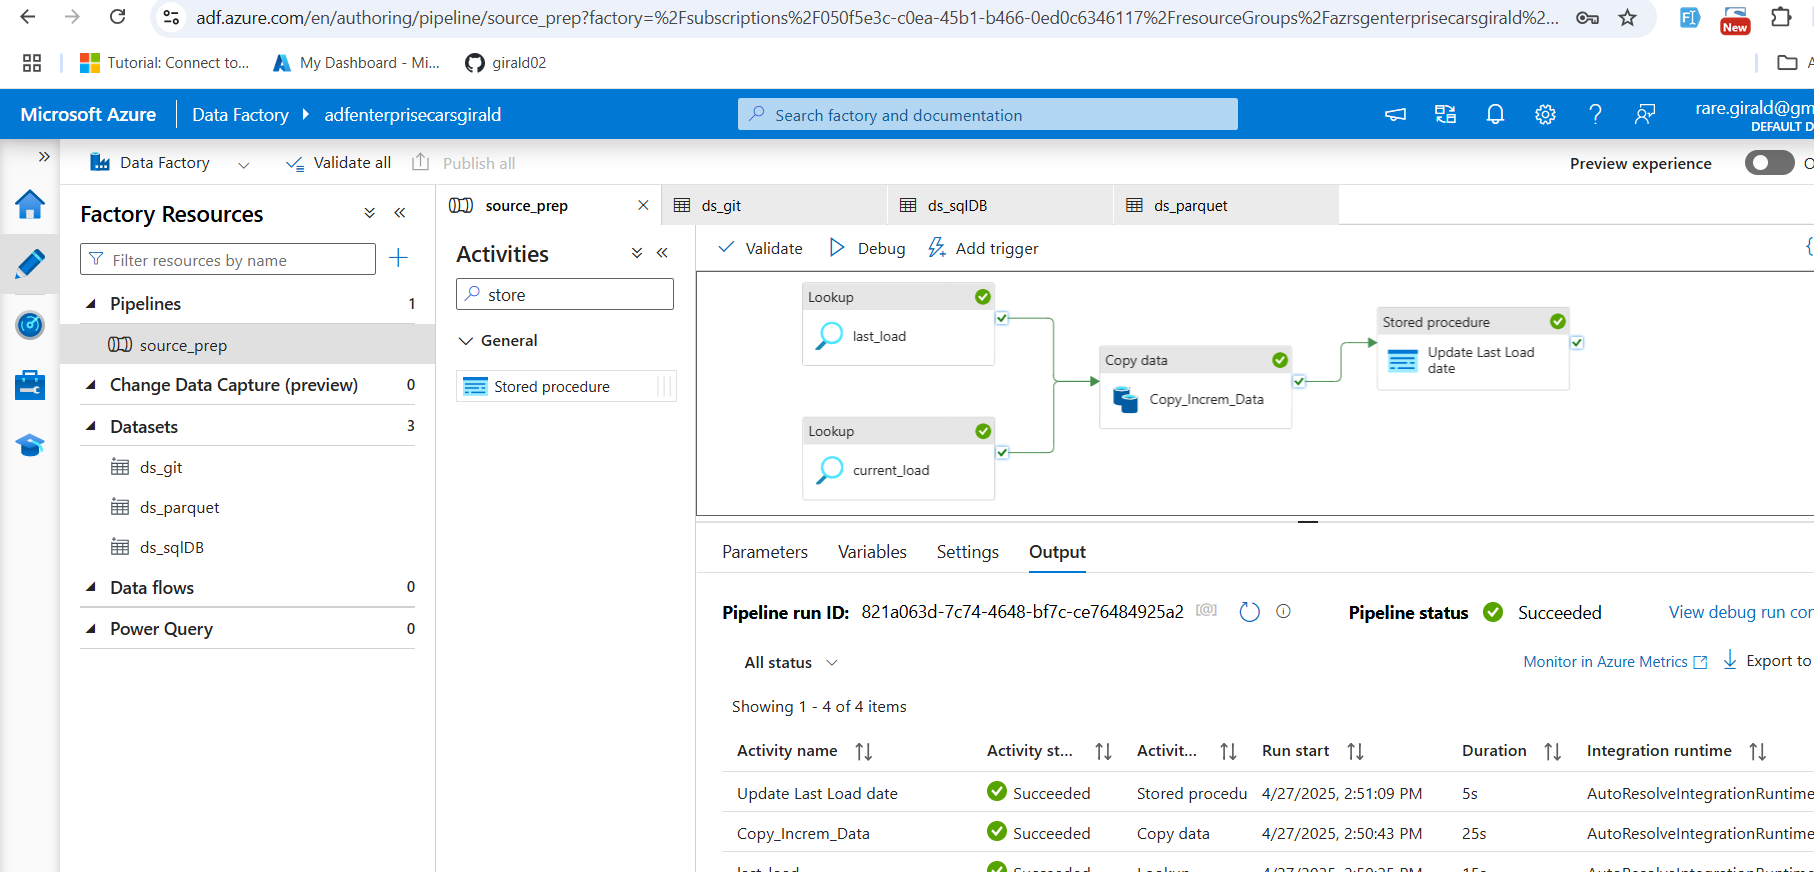 adf.azure.com/en/authoring/pipeline/source_prep?factory=%2Fsubscriptions%2F050f5e3c-c0ea-45b1-b466-0ed0c6346117%2FresourceGroups%2Fazrsgenterprisecarsgirald%2...
New
Tutorial: Connect to...
My Dashboard - Mi...
girald02
Microsoft Azure
Data Factory
adfenterprisecarsgirald
Search factory and documentation
rare.girald@gm
DEFAULT D
Data Factory
Validate all
Publish all
Preview experience
Factory Resources
source_prep
ds_git
ds_sqlDB
ds_parquet
Filter resources by name
Activities
Validate
Debug
Add trigger
Pipelines 1
source_prep
Change Data Capture (preview) 0
Datasets 3
ds_git
ds_parquet
ds_sqlDB
Data flows 0
Power Query 0
store
General
Stored procedure
Lookup
last_load
Lookup
current_load
Copy data
Copy_Increm_Data
Stored procedure
Update Last Load
date
Parameters Variables Settings Output
Pipeline run ID: 821a063d-7c74-4648-bf7c-ce76484925a2
Pipeline status Succeeded
View debug run con
All status
Monitor in Azure Metrics
Export to
Showing 1 - 4 of 4 items
Activity name Activity st... Activit... Run start Duration Integration runtime
Update Last Load date Succeeded Stored procedu 4/27/2025, 2:51:09 PM 5s AutoResolveIntegrationRuntime
Copy_Increm_Data Succeeded Copy data 4/27/2025, 2:50:43 PM 25s AutoResolveIntegrationRuntime